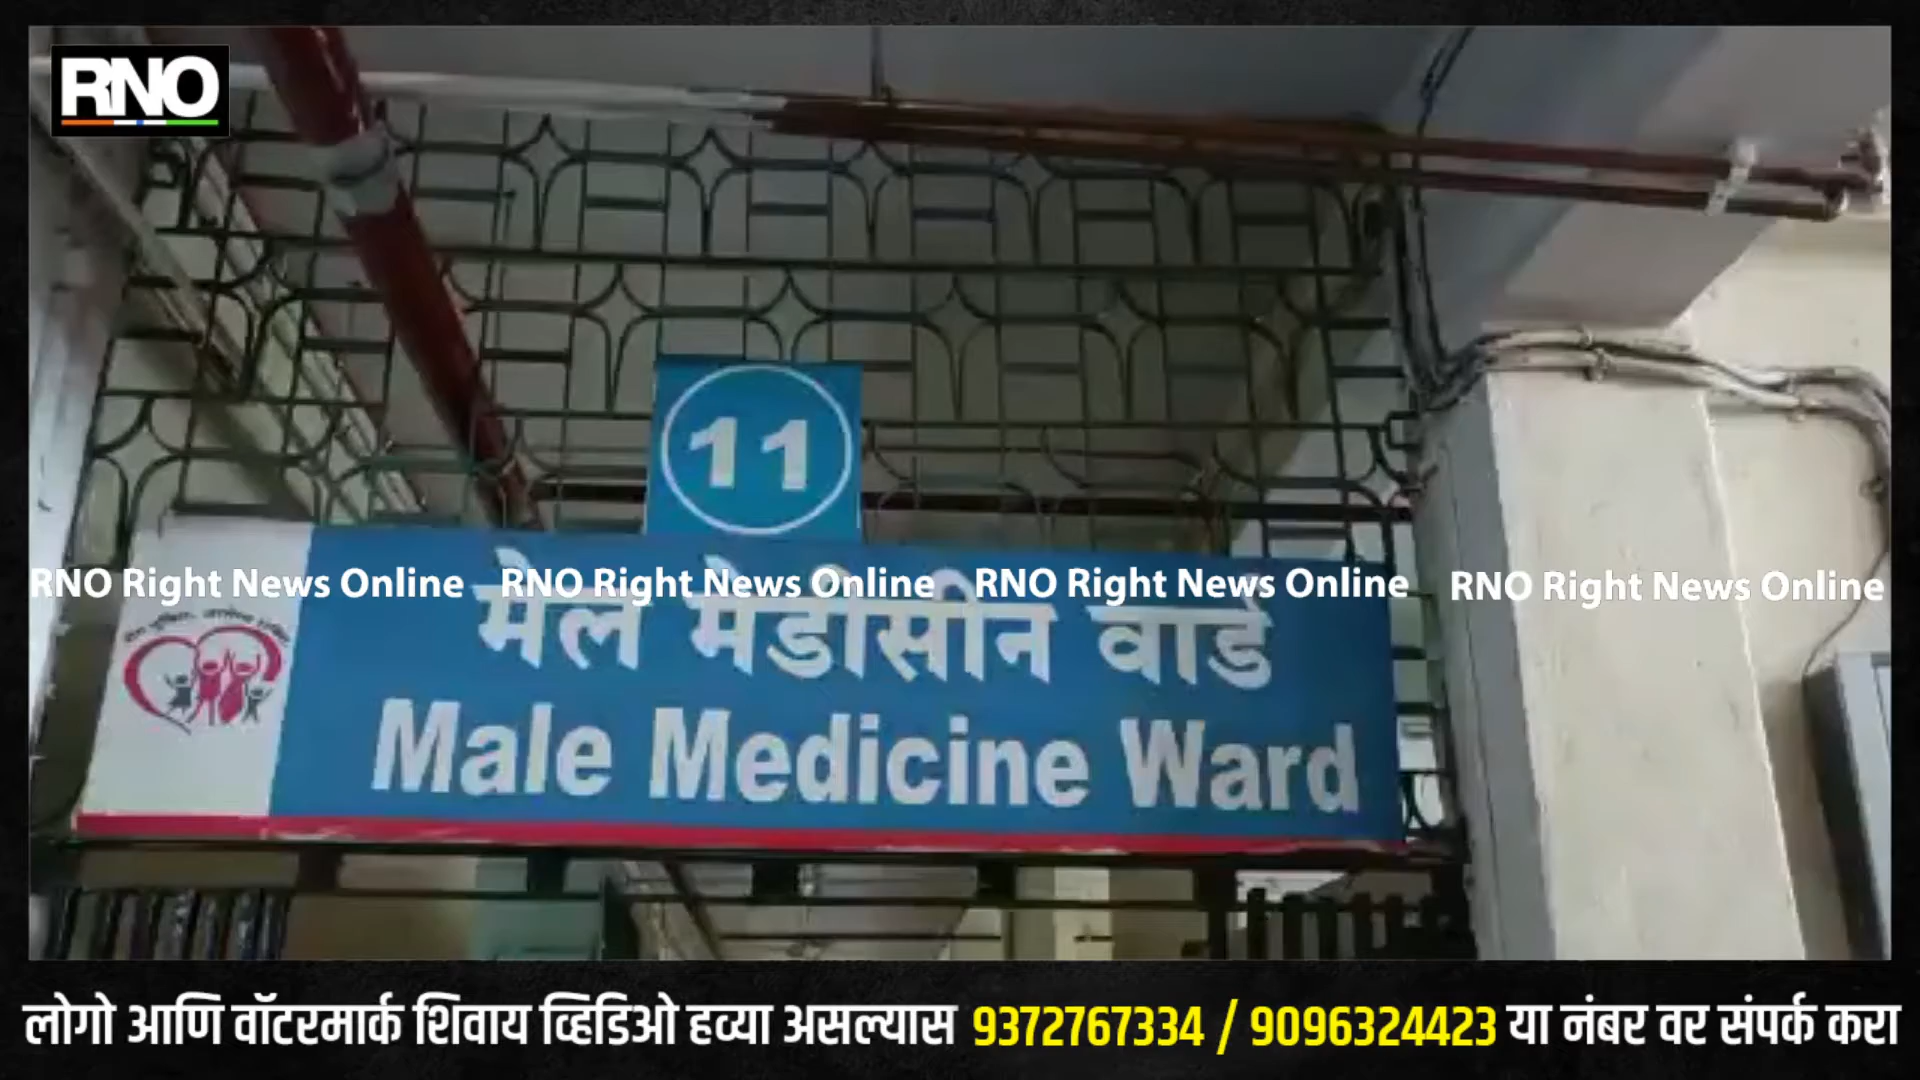 RNO
11
RNO Right News Online RNO Right News Online RNO Right News Online RNO Right News Online
मेल मेडीसीन वार्ड
Male Medicine Ward
लोगो आणि वॉटरमार्क शिवाय व्हिडिओ हव्या असल्यास 9372767334 / 9096324423 या नंबर वर संपर्क करा